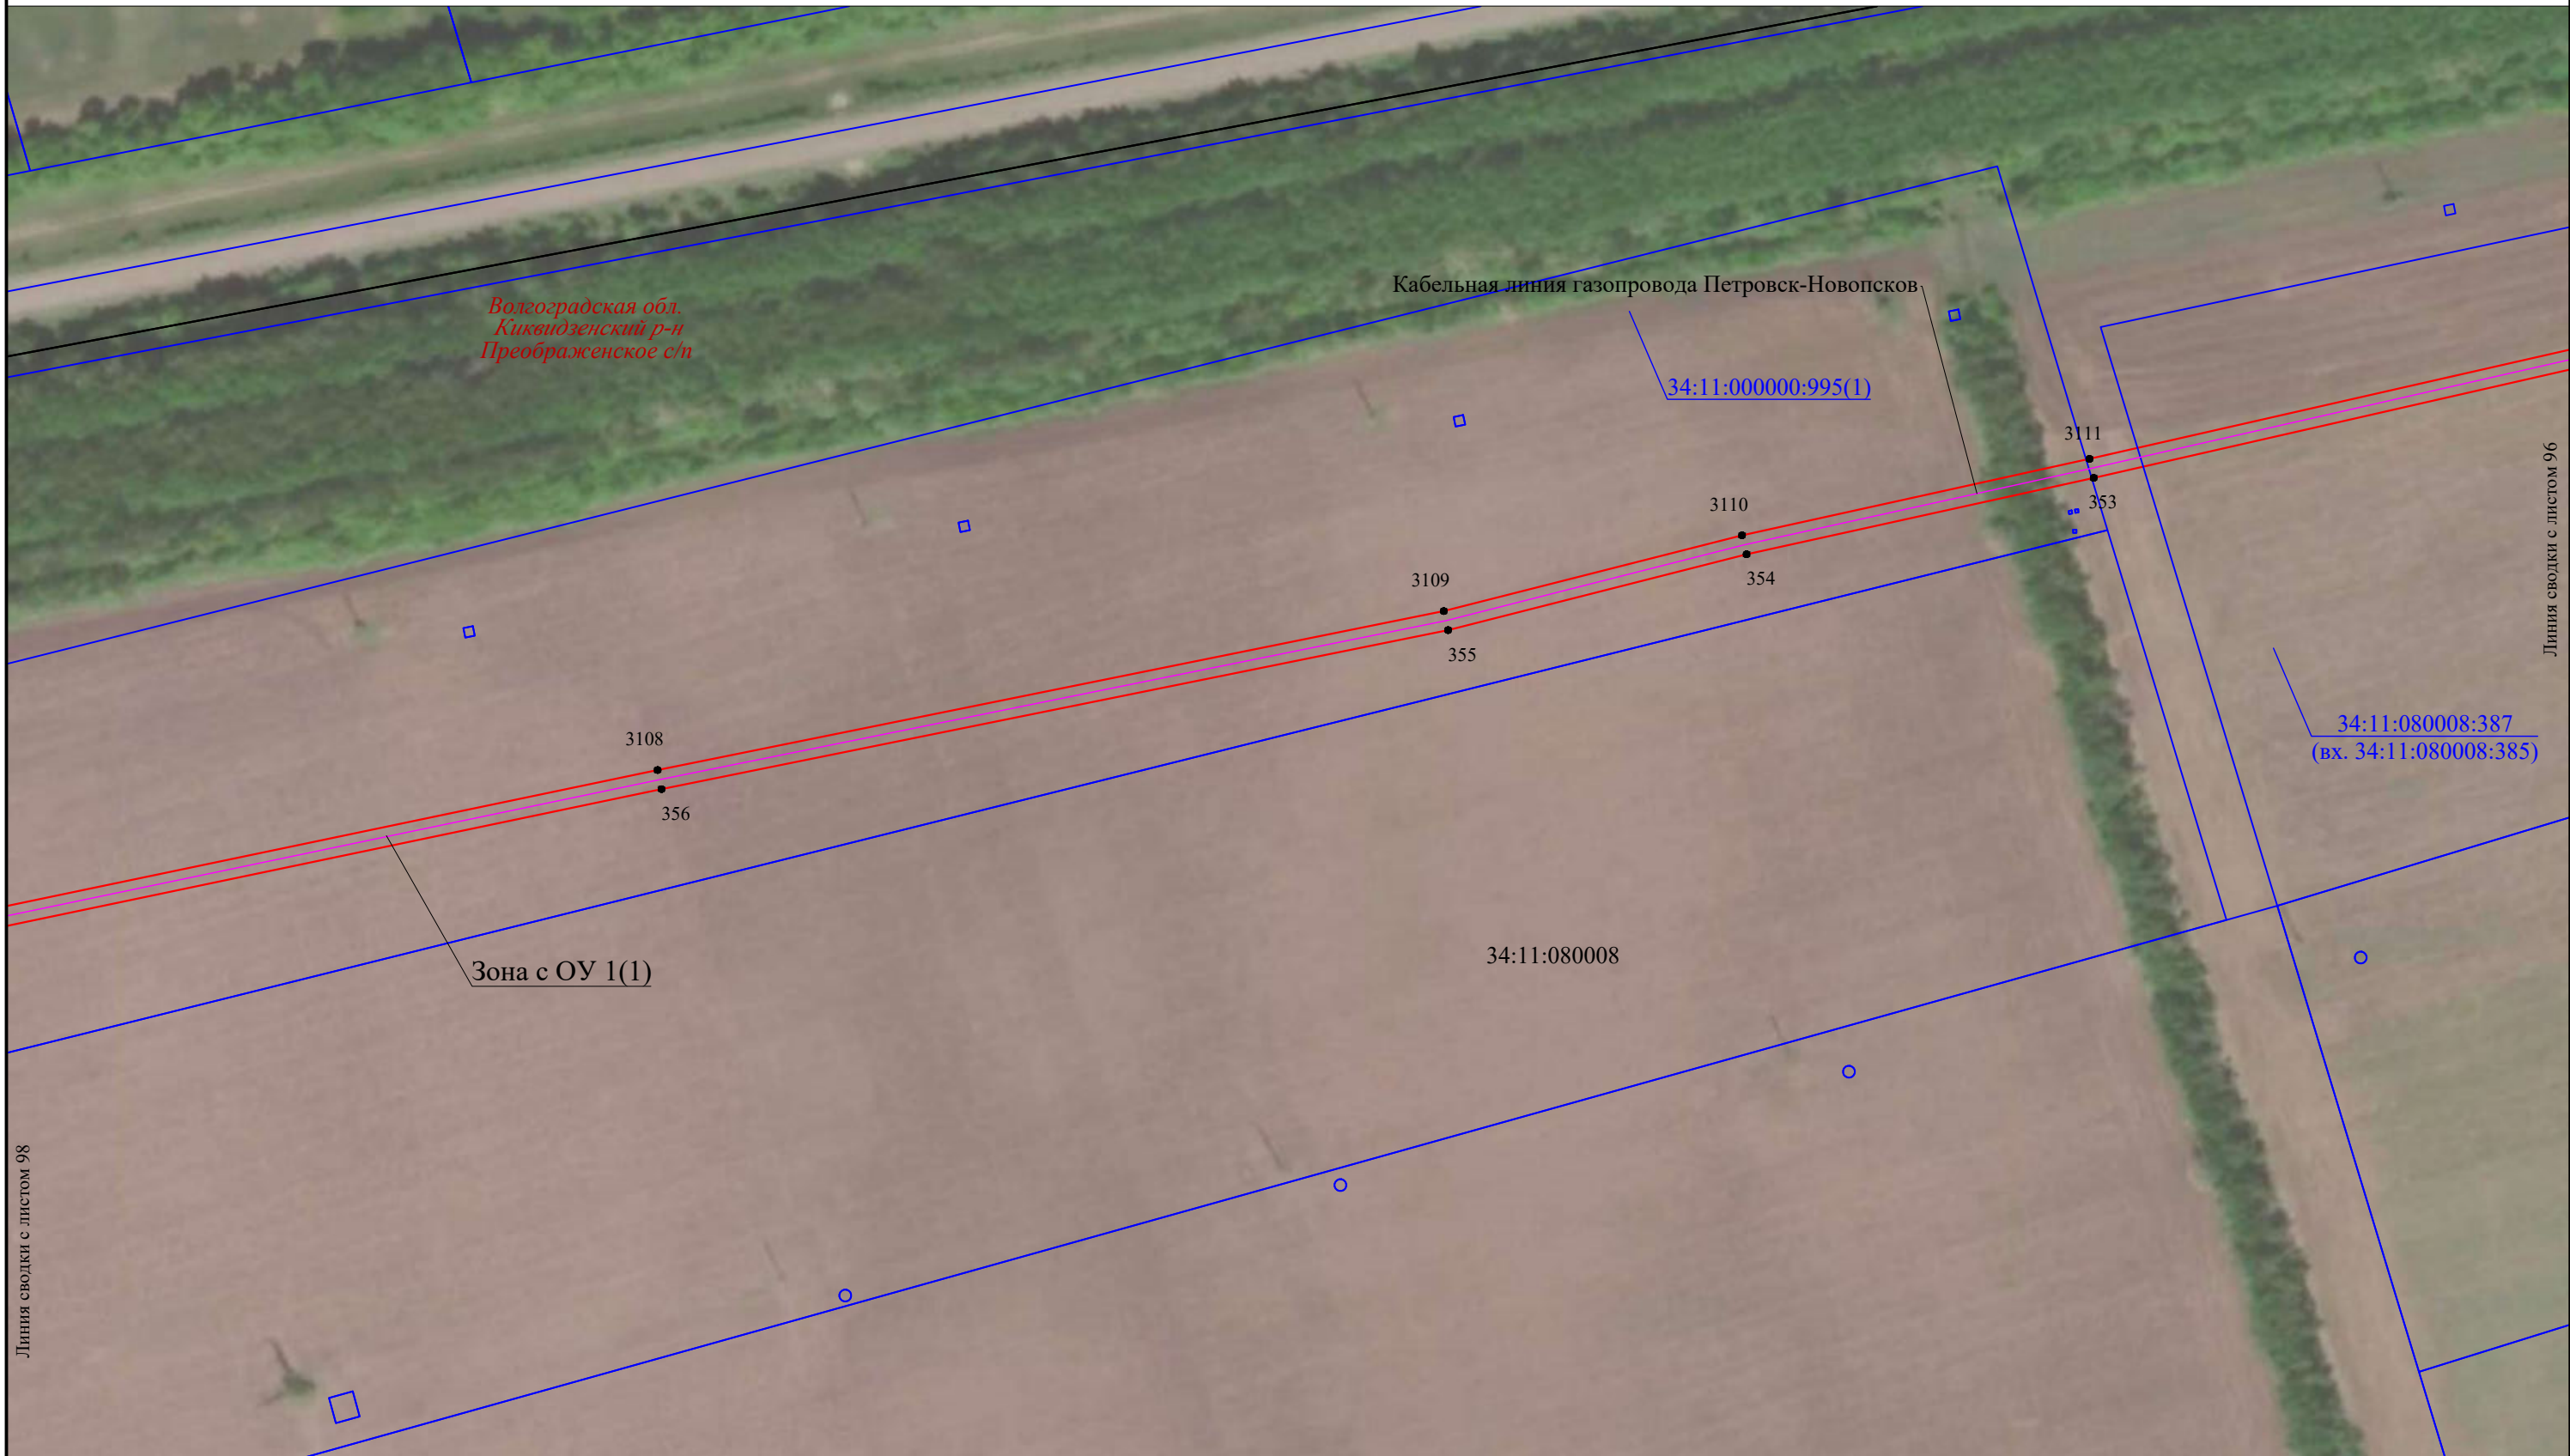 Кабельная линия газопровода Петровск-Новопсков
Волгоградская обл.
Киквидзенский р-н
Преображенское с/п
34:11:000000:995(1)
3111
353
3110
354
3109
355
3108
356
Линия сводки с листом 96
34:11:080008:387
(вх. 34:11:080008:385)
34:11:080008
Зона с ОУ 1(1)
Линия сводки с листом 98